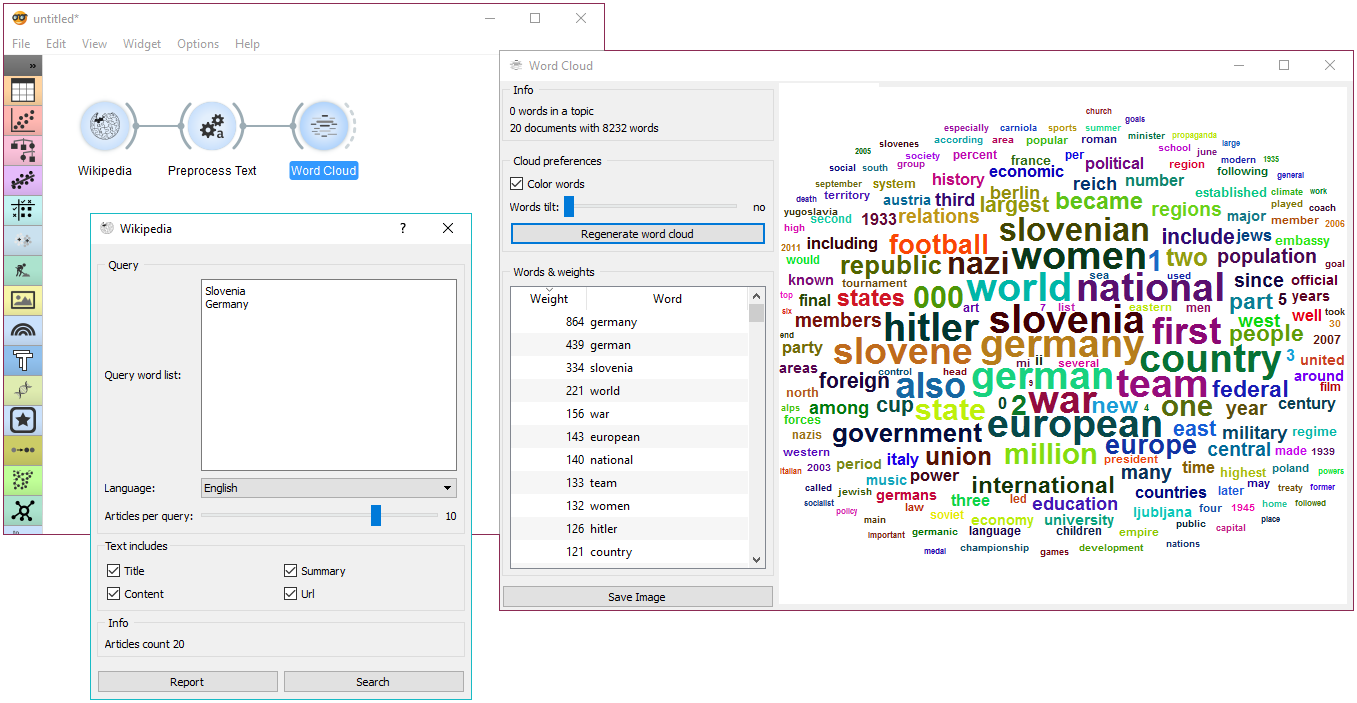 untitled*
File Edit View Widget Options Help
»
Wikipedia
Preprocess Text
Word Cloud
Wikipedia
?
Query
Query word list:
Slovenia
Germany
Language:
English
Articles per query:
10
Text includes
Title
Summary
Content
Url
Info
Articles count 20
Report
Search
Word Cloud
Info
0 words in a topic
20 documents with 8232 words
Cloud preferences
Color words
Words tilt:
no
Regenerate word cloud
Words & weights
Weight Word
864 germany
439 german
334 slovenia
221 world
156 war
143 european
140 national
133 team
132 women
126 hitler
121 country
Save Image
church
goals
especially carniola sports summer
slovenes according area popular roman minister propaganda
2005 society percent france per political school june large
social south group economic region modern 1935
september system history berlin reich number following general
death territory austria third largest became established climate work
yugoslavia second 1933 relations regions major played coach
high including football slovenian include jews member 2006
2011 republic nazi women 1 two population embassy
would known tournament sea used since official goal
top final states 000 world national part 5 years
six members art 7 list eastern men west well took
end hitler slovenia first people 2007 30
party slovene germany country 3 united
areas control head mi ii several around
north foreign also german 9 team federal film
alps among cup state 0 2 war new 4 one year century
forces nazis government european east military regime
western 2003 period italy union million europe central made 1939
italian music power president many time highest poland powers
called jewish germans led international countries later may treaty former
socialist policy law three education four 1945 home followed
main soviet economy university ljubljana public capital place
important germanic language children empire
medal championship games development nations